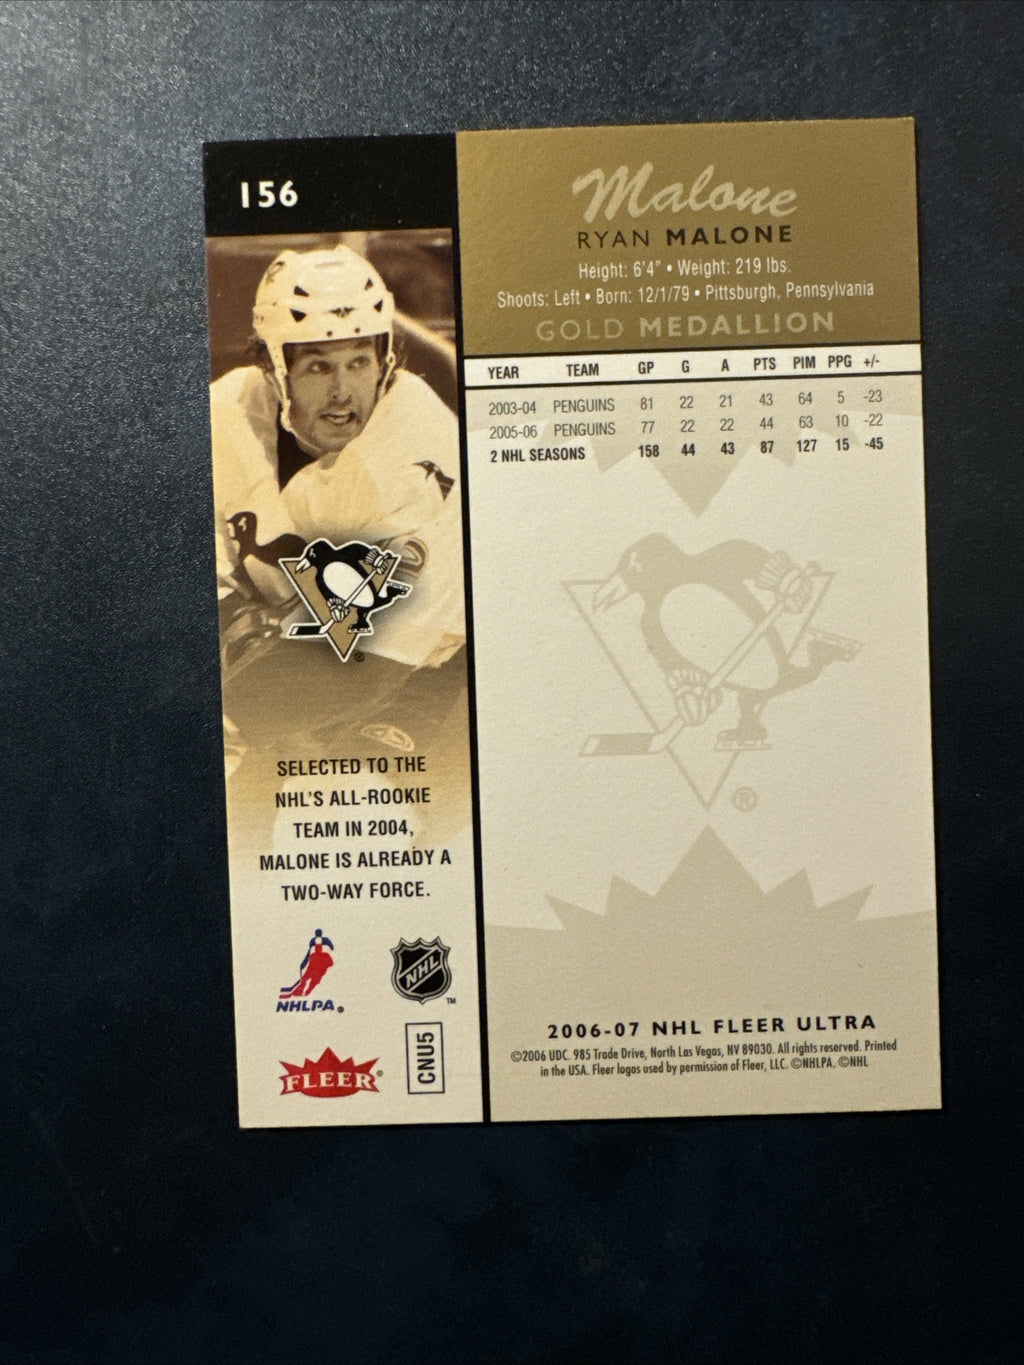 156
Malone
RYAN MALONE
Height: 6'4" • Weight: 219 lbs.
Shoots: Left • Born: 12/1/79 • Pittsburgh, Pennsylvania
GOLD MEDALLION
YEAR TEAM GP G A PTS PIM PPG +/-
2003-04 PENGUINS 81 22 21 43 64 5 -23
2005-06 PENGUINS 77 22 22 44 63 10 -22
2 NHL SEASONS 158 44 43 87 127 15 -45
®
®
SELECTED TO THE
NHL'S ALL-ROOKIE
TEAM IN 2004,
MALONE IS ALREADY A
TWO-WAY FORCE.
NHLPA®
NHL ™
FLEER®
CNU5
2006-07 NHL FLEER ULTRA
©2006 UDC. 985 Trade Drive, North Las Vegas, NV 89030. All rights reserved. Printed
in the USA. Fleer logos used by permission of Fleer, LLC. ©NHLPA. ©NHL